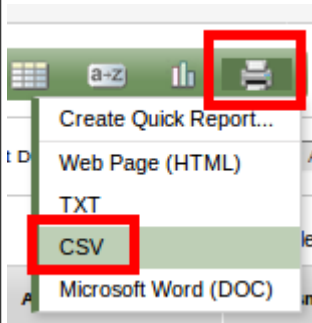 a-z
Create Quick Report...
t D
Web Page (HTML)
TXT
CSV
Microsoft Word (DOC)